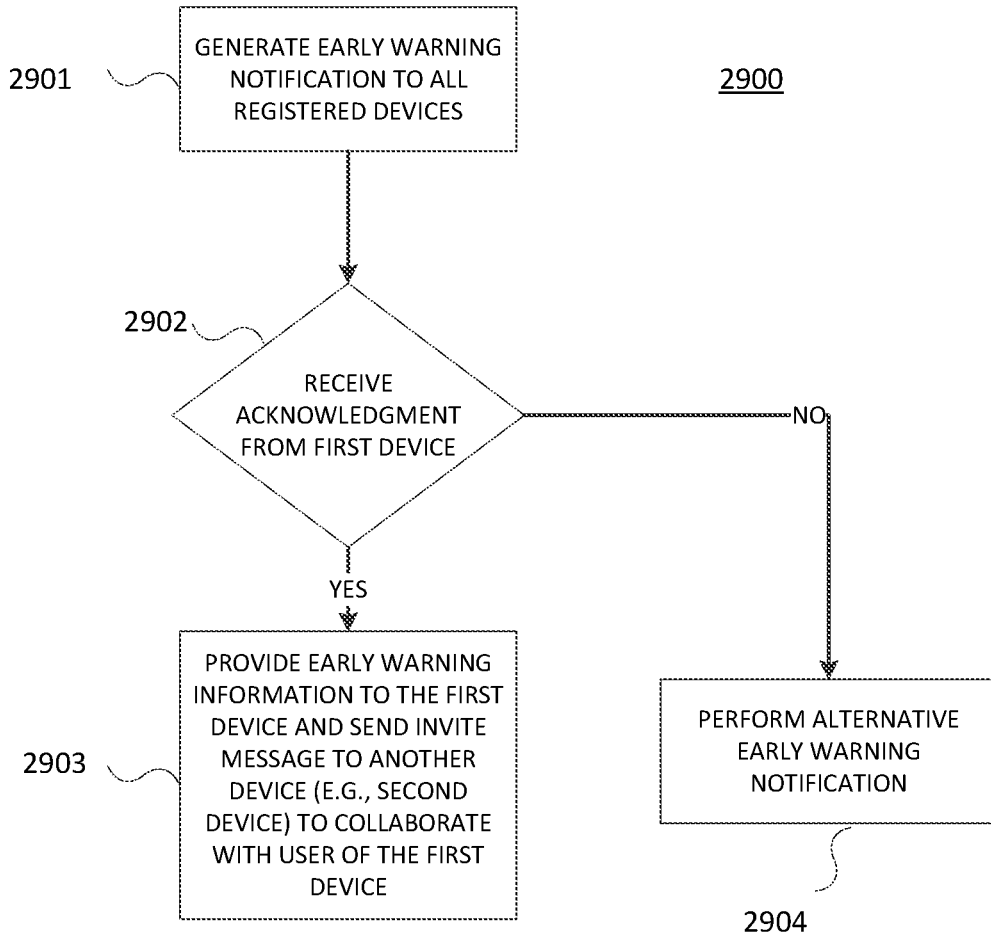 GENERATE EARLY WARNING
NOTIFICATION TO ALL
REGISTERED DEVICES
2901
2900
2902
RECEIVE
ACKNOWLEDGMENT
FROM FIRST DEVICE
NO
YES
PROVIDE EARLY WARNING
INFORMATION TO THE FIRST
DEVICE AND SEND INVITE
MESSAGE TO ANOTHER
DEVICE (E.G., SECOND
DEVICE) TO COLLABORATE
WITH USER OF THE FIRST
DEVICE
2903
PERFORM ALTERNATIVE
EARLY WARNING
NOTIFICATION
2904